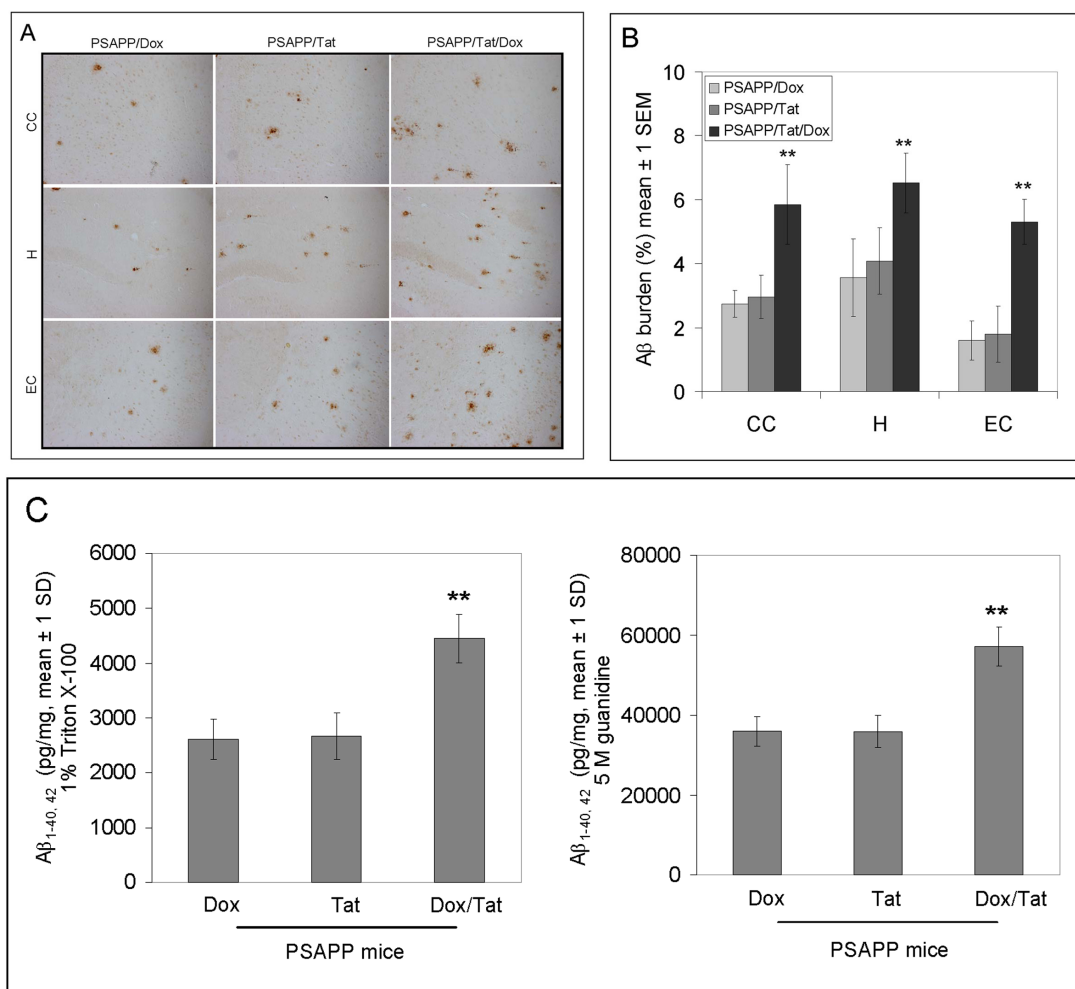 A
PSAPP/Dox PSAPP/Tat PSAPP/Tat/Dox
CC
H
EC
B
Aβ burden (%) mean ± 1 SEM
10
8
6
4
2
0
PSAPP/Dox
PSAPP/Tat
PSAPP/Tat/Dox
** ** **
CC H EC
C
Aβ1-40, 42 (pg/mg, mean ± 1 SD)
1% Triton X-100
6000
5000
4000
3000
2000
1000
0
**
Dox Tat Dox/Tat
PSAPP mice
Aβ1-40, 42 (pg/mg, mean ± 1 SD)
5 M guanidine
80000
60000
40000
20000
0
**
Dox Tat Dox/Tat
PSAPP mice